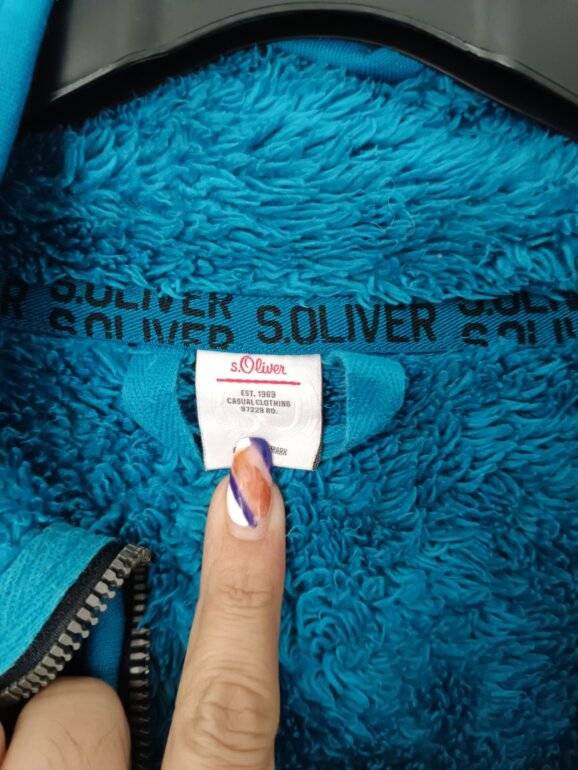 S.OLIVER
S.OLIVER
S.OLIVER
s.Oliver
EST. 1969
CASUAL CLOTHING
97228 RO.